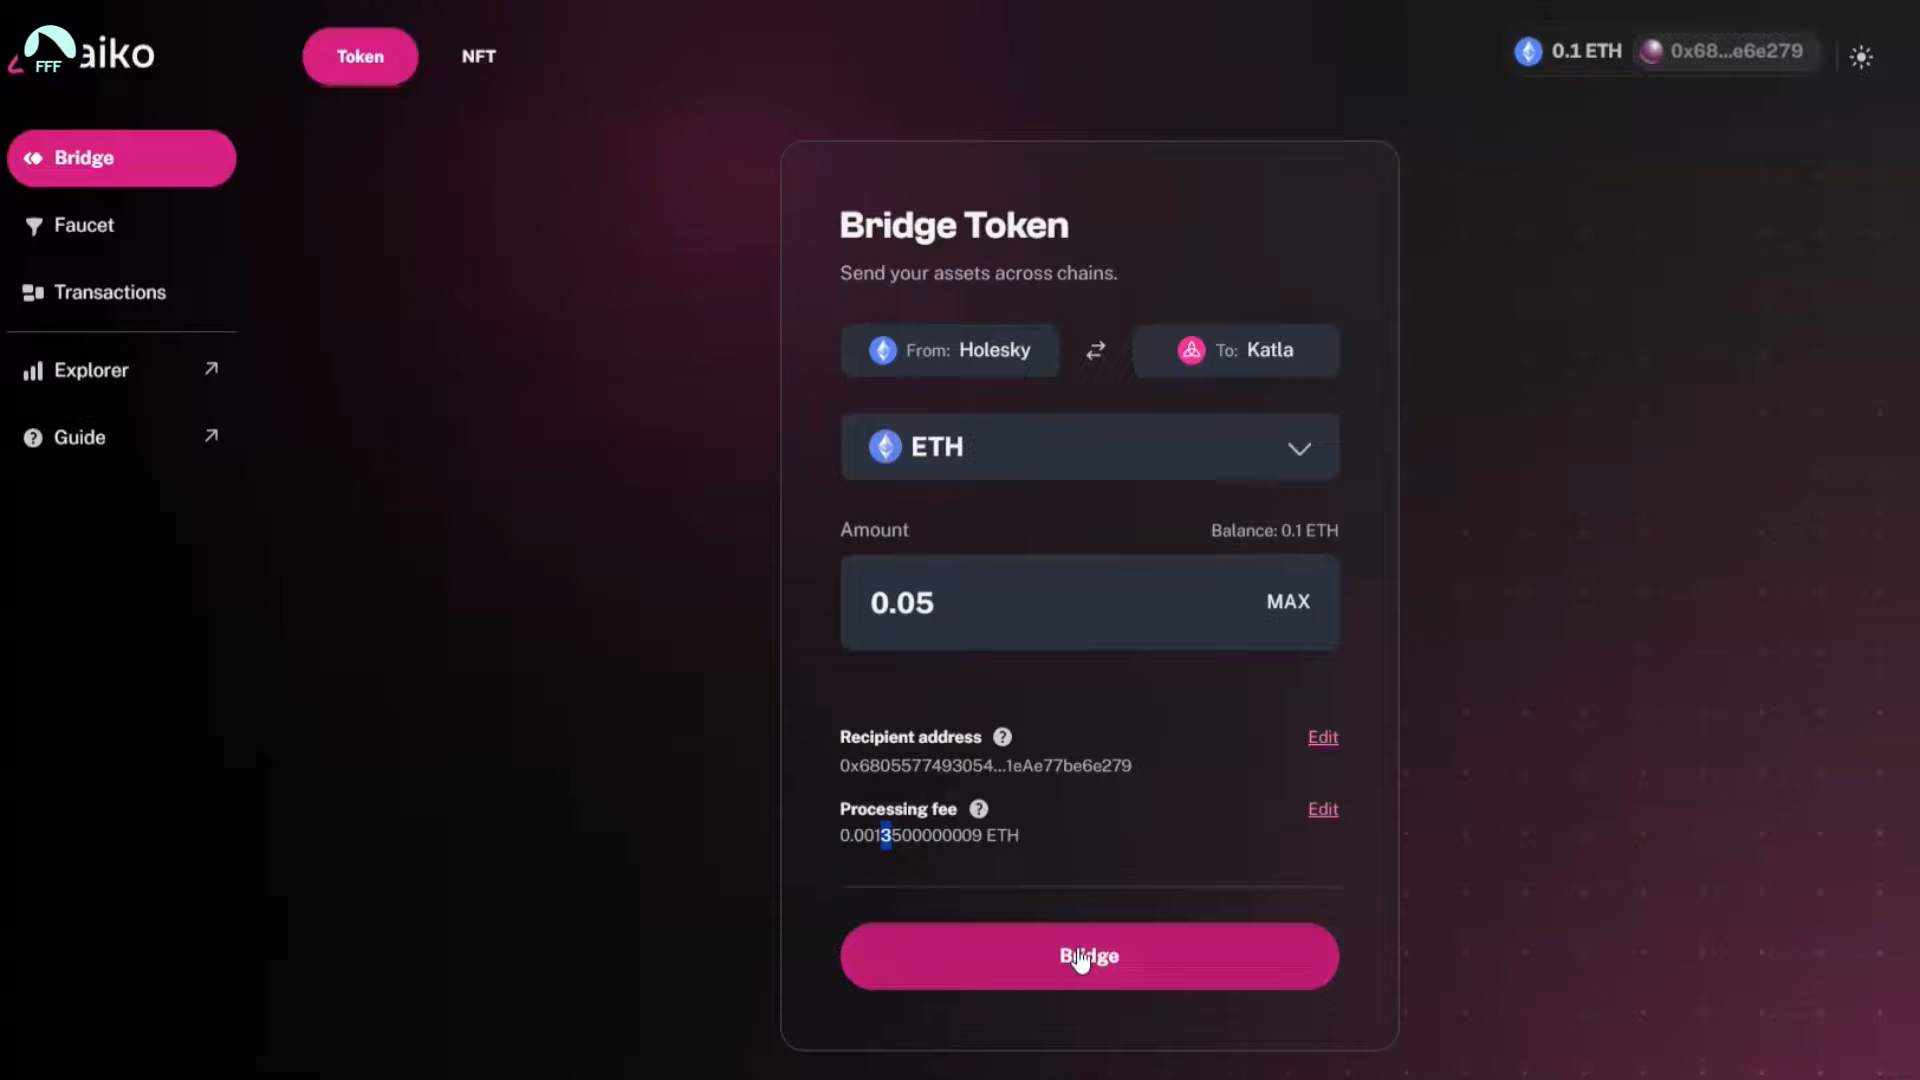 FFF
aiko
Token
NFT
0.1 ETH
0x68...e6e279
Bridge
Faucet
Transactions
Explorer
Guide
Bridge Token
Send your assets across chains.
From: Holesky
To: Katla
ETH
Amount
Balance: 0.1 ETH
0.05
MAX
Recipient address
Edit
0x6805577493054...1eAe77be6e279
Processing fee
Edit
0.0013500000009 ETH
Bridge